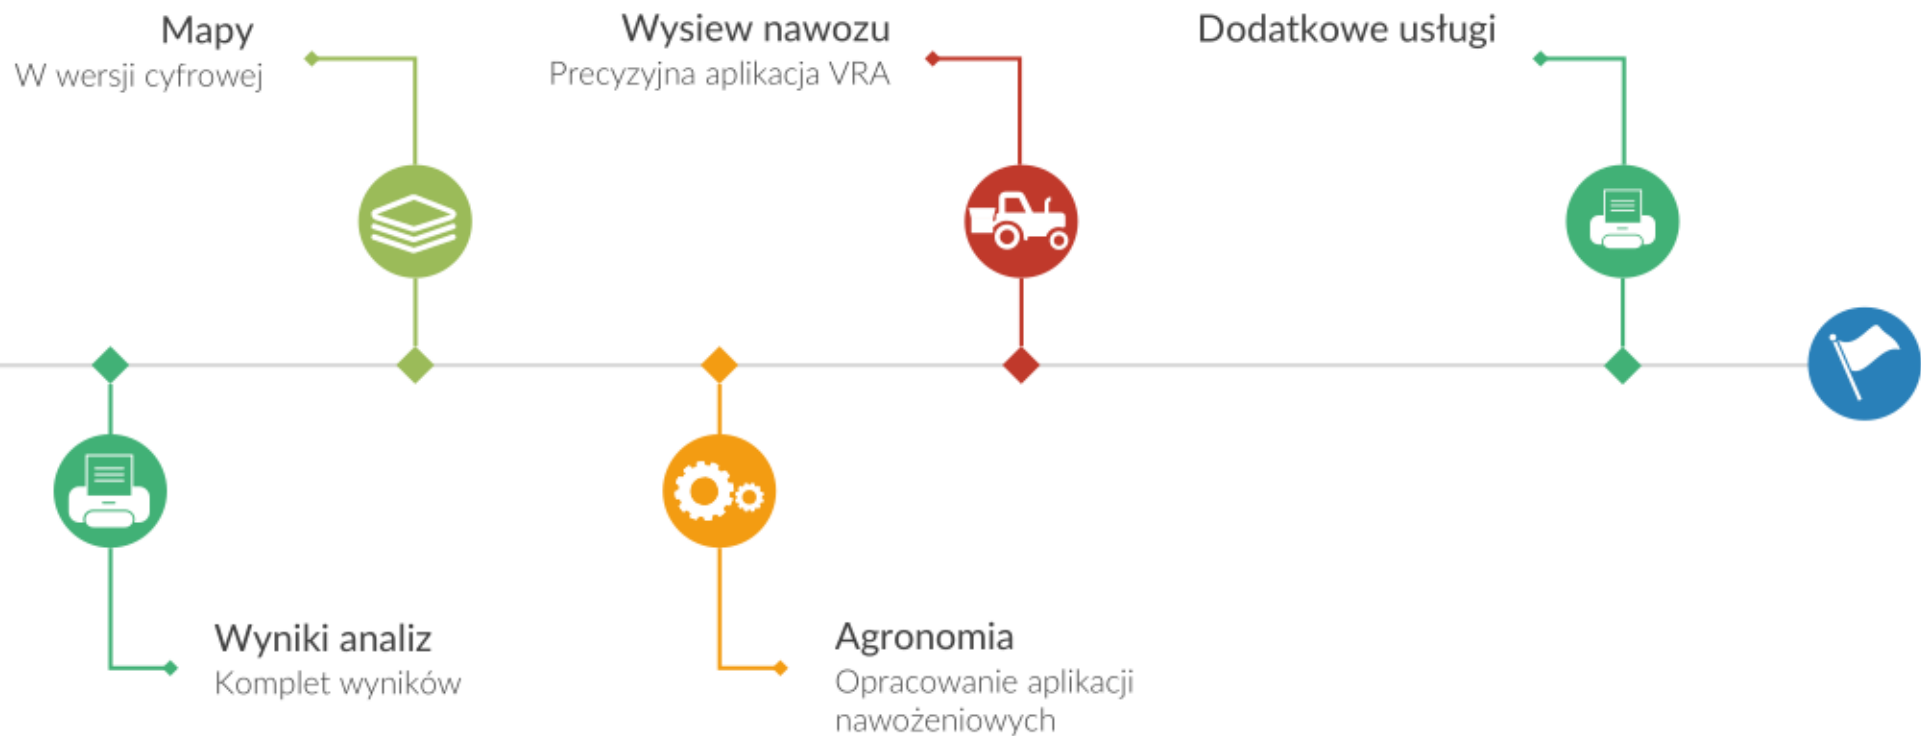 Mapy
W wersji cyfrowej
Wysiew nawozu
Precyzyjna aplikacja VRA
Dodatkowe usługi
Wyniki analiz
Komplet wyników
Agronomia
Opracowanie aplikacji
nawożeniowych